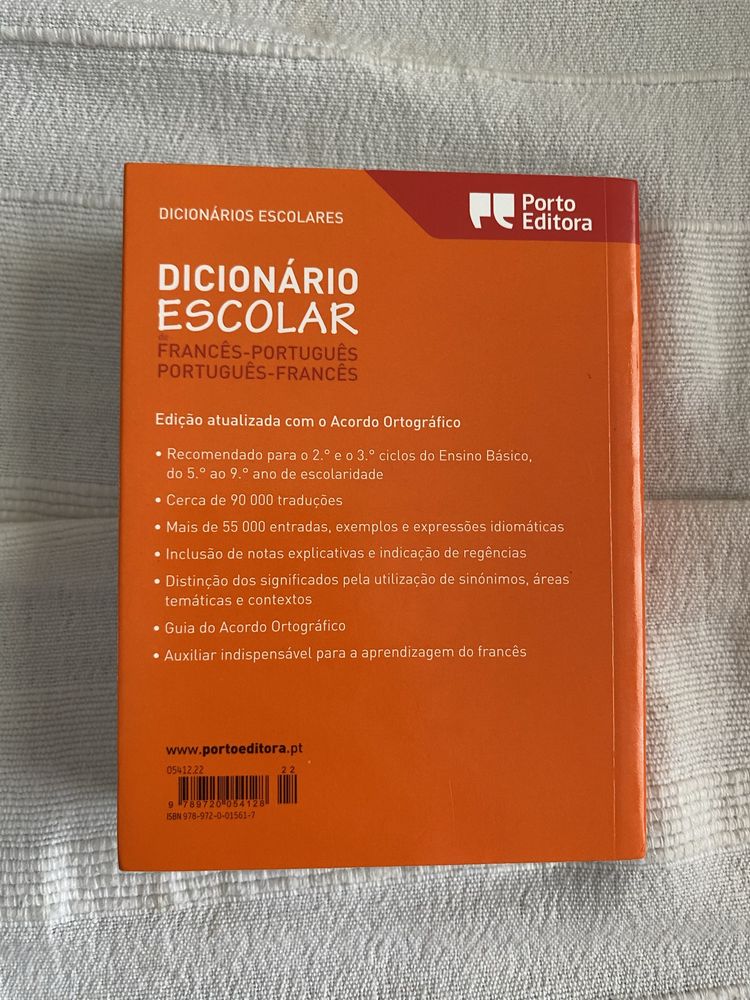 DICIONÁRIOS ESCOLARES
Porto
Editora
DICIONÁRIO
ESCOLAR
de
FRANCÊS-PORTUGUÊS
PORTUGUÊS-FRANCÊS
Edição atualizada com o Acordo Ortográfico
• Recomendado para o 2.° e o 3.° ciclos do Ensino Básico,
do 5.° ao 9.° ano de escolaridade
• Cerca de 90 000 traduções
• Mais de 55 000 entradas, exemplos e expressões idiomáticas
• Inclusão de notas explicativas e indicação de regências
• Distinção dos significados pela utilização de sinónimos, áreas
temáticas e contextos
• Guia do Acordo Ortográfico
• Auxiliar indispensável para a aprendizagem do francês
www.portoeditora.pt
05412.22
2 2
9 789720 054128
ISBN 978-972-0-01561-7